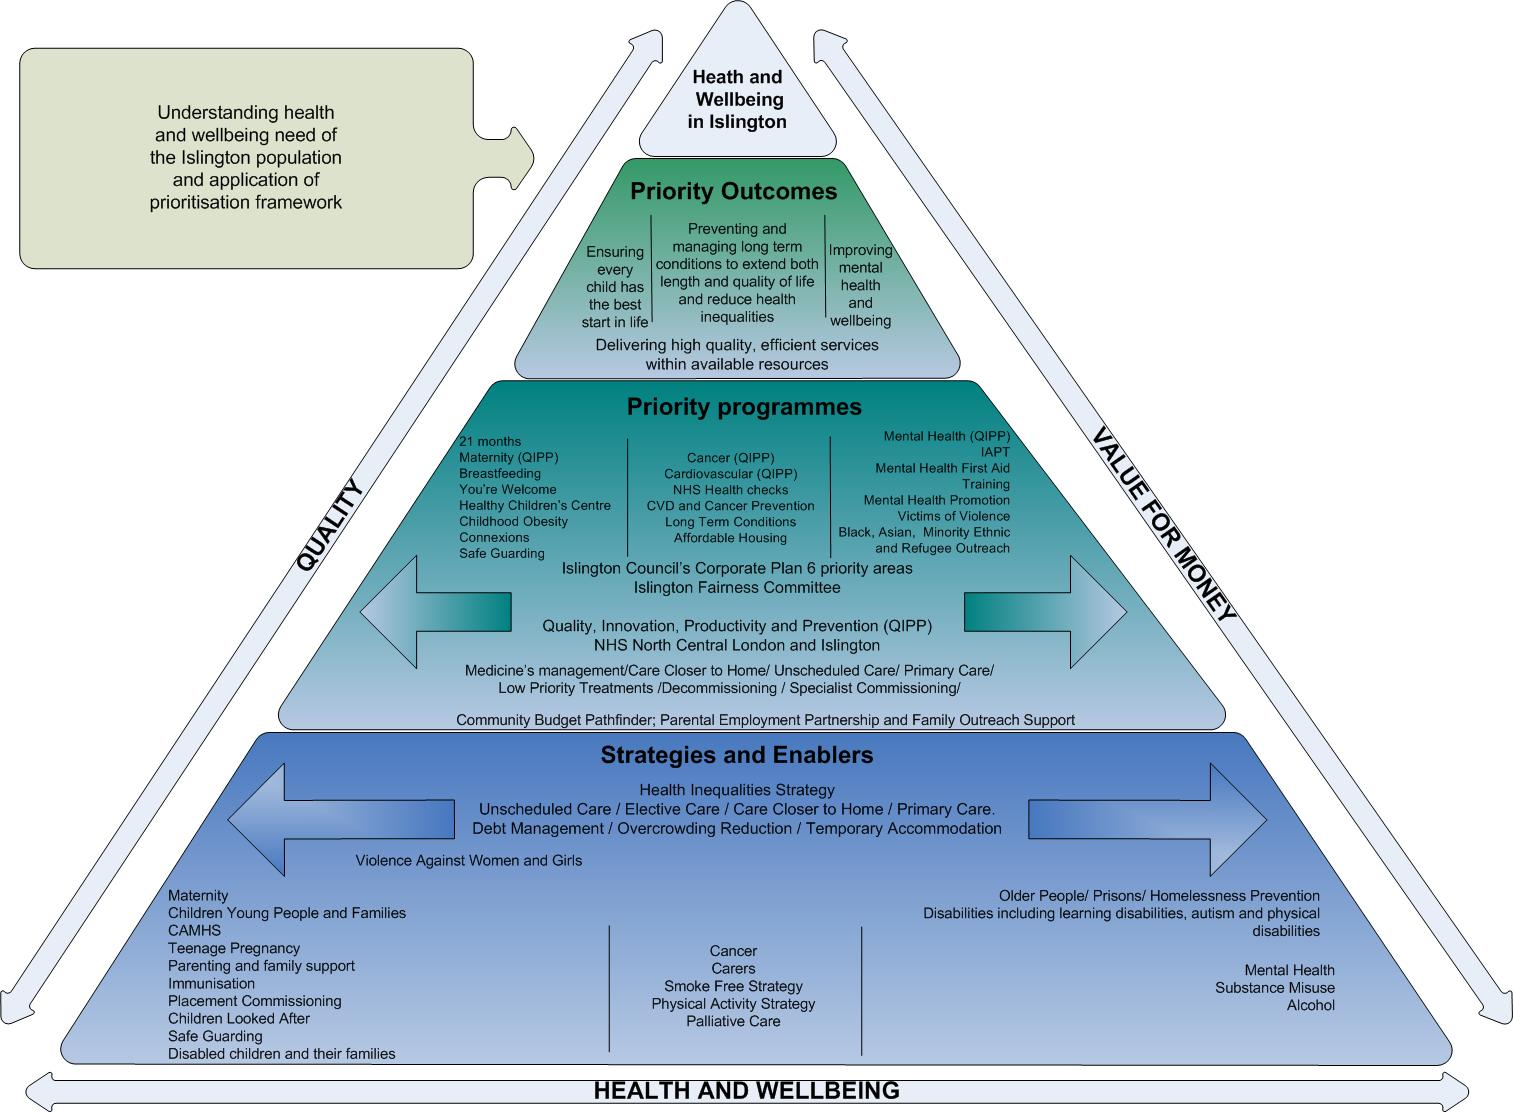 Heath and
Wellbeing
in Islington
Understanding health
and wellbeing need of
the Islington population
and application of
prioritisation framework
Priority Outcomes
Ensuring
every
child has
the best
start in life
Preventing and
managing long term
conditions to extend both
length and quality of life
and reduce health
inequalities
Improving
mental
health
and
wellbeing
Delivering high quality, efficient services
within available resources
Priority programmes
21 months
Maternity (QIPP)
Breastfeeding
You're Welcome
Healthy Children's Centre
Childhood Obesity
Connexions
Safe Guarding
Cancer (QIPP)
Cardiovascular (QIPP)
NHS Health checks
CVD and Cancer Prevention
Long Term Conditions
Affordable Housing
Mental Health (QIPP)
IAPT
Mental Health First Aid
Training
Mental Health Promotion
Victims of Violence
Black, Asian, Minority Ethnic
and Refugee Outreach
Islington Council's Corporate Plan 6 priority areas
Islington Fairness Committee
Quality, Innovation, Productivity and Prevention (QIPP)
NHS North Central London and Islington
Medicine's management/Care Closer to Home/ Unscheduled Care/ Primary Care/
Low Priority Treatments /Decommissioning / Specialist Commissioning/
Community Budget Pathfinder; Parental Employment Partnership and Family Outreach Support
QUALITY
VALUE FOR MONEY
Strategies and Enablers
Health Inequalities Strategy
Unscheduled Care / Elective Care / Care Closer to Home / Primary Care.
Debt Management / Overcrowding Reduction / Temporary Accommodation
Violence Against Women and Girls
Maternity
Children Young People and Families
CAMHS
Teenage Pregnancy
Parenting and family support
Immunisation
Placement Commissioning
Children Looked After
Safe Guarding
Disabled children and their families
Cancer
Carers
Smoke Free Strategy
Physical Activity Strategy
Palliative Care
Older People/ Prisons/ Homelessness Prevention
Disabilities including learning disabilities, autism and physical
disabilities
Mental Health
Substance Misuse
Alcohol
HEALTH AND WELLBEING